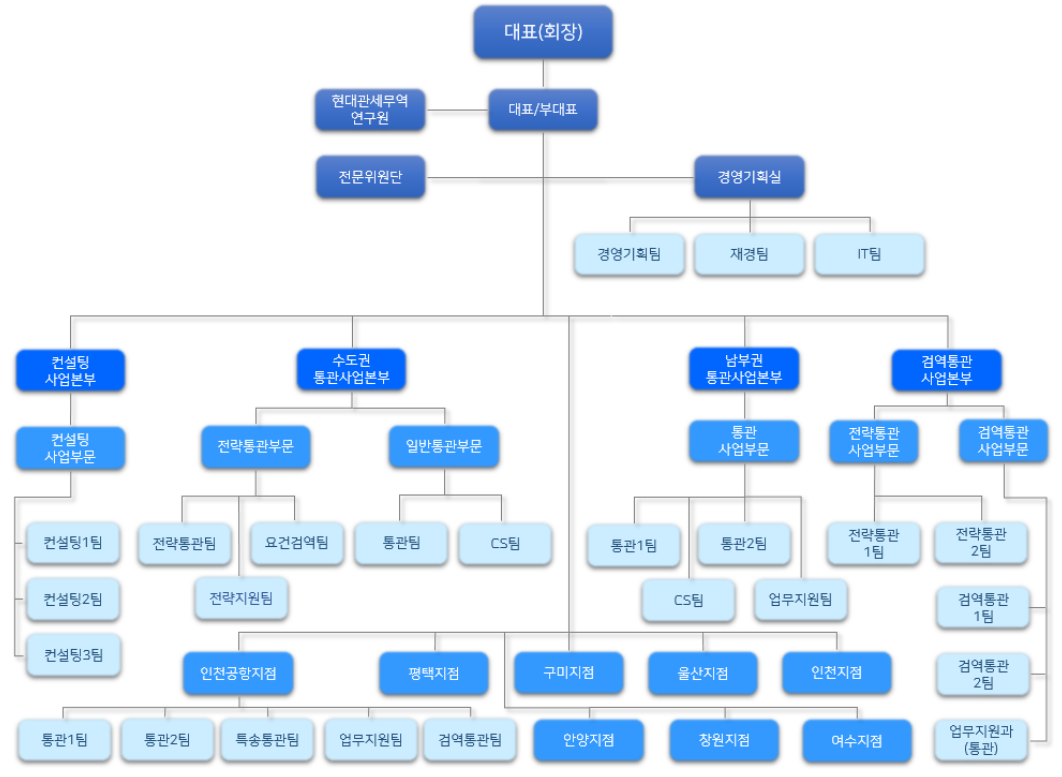 대표(회장)
현대관세무역
연구원
대표/부대표
전문위원단
경영기획실
경영기획팀
재경팀
IT팀
컨설팅
사업본부
수도권
통관사업본부
남부권
통관사업본부
검역통관
사업본부
컨설팅
사업부문
전략통관부문
일반통관부문
통관
사업부문
전략통관
사업부문
검역통관
사업부문
컨설팅1팀
전략통관팀
요건검역팀
통관팀
CS팀
통관1팀
통관2팀
전략통관
1팀
전략통관
2팀
컨설팅2팀
전략지원팀
CS팀
업무지원팀
검역통관
1팀
컨설팅3팀
인천공항지점
평택지점
구미지점
울산지점
인천지점
검역통관
2팀
통관1팀
통관2팀
특송통관팀
업무지원팀
검역통관팀
안양지점
창원지점
여수지점
업무지원과
(통관)